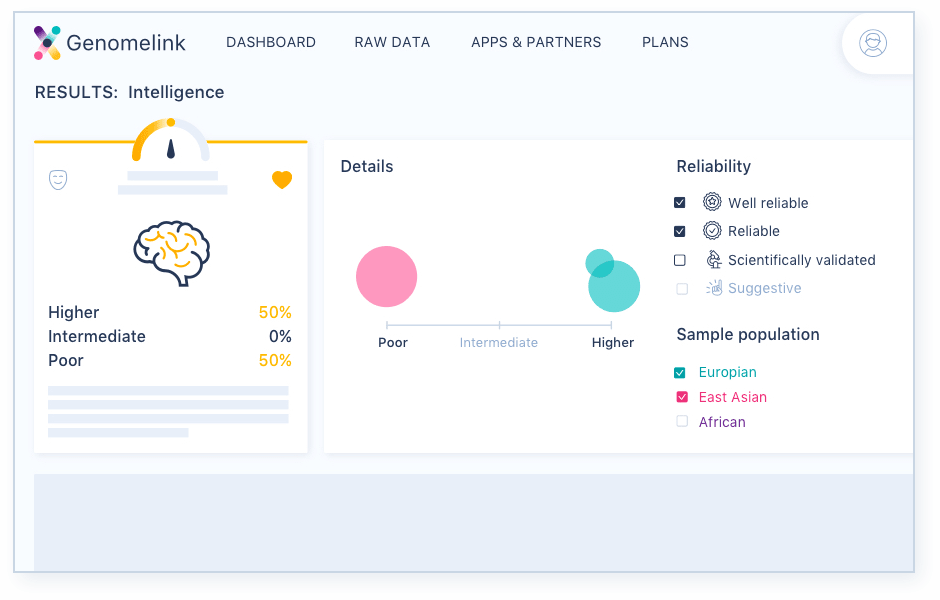 Genomelink DASHBOARD RAW DATA APPS & PARTNERS PLANS
RESULTS: Intelligence
Higher 50%
Intermediate 0%
Poor 50%
Details
Poor Intermediate Higher
Reliability
Well reliable
Reliable
Scientifically validated
Suggestive
Sample population
Europian
East Asian
African